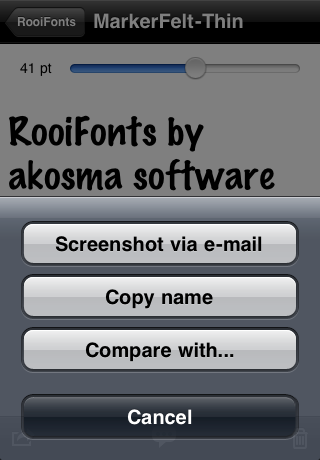 RooiFonts
MarkerFelt-Thin
41 pt
RooiFonts by
akosma software
Screenshot via e-mail
Copy name
Compare with...
Cancel